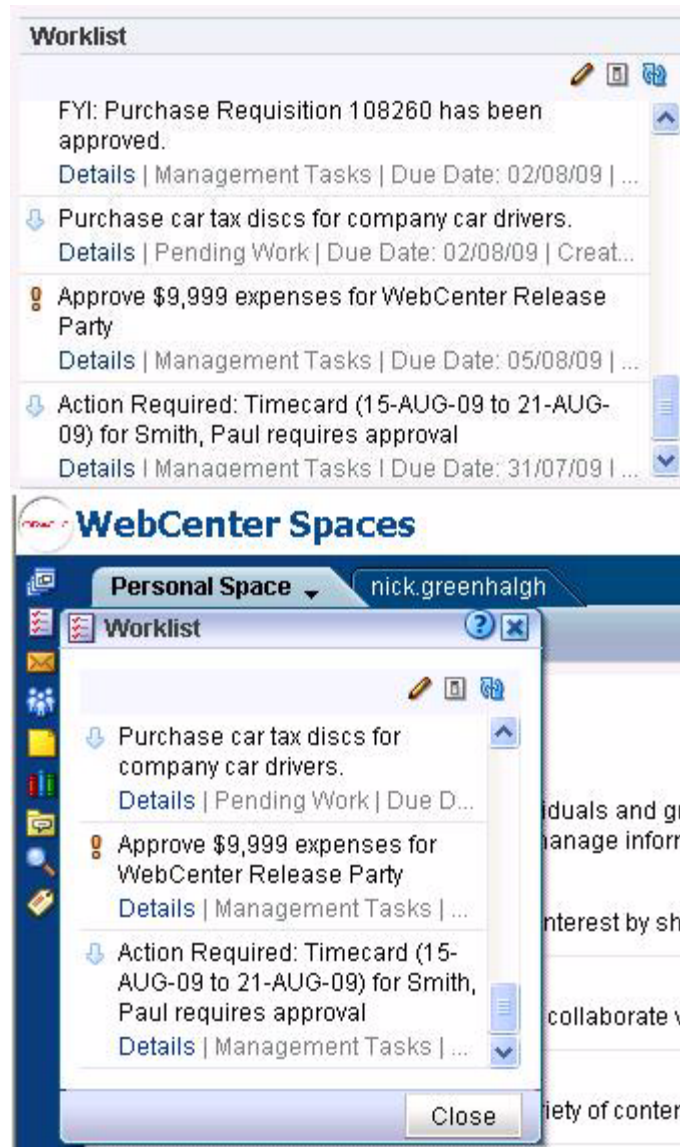 Worklist
FYI: Purchase Requisition 108260 has been
approved.
Details | Management Tasks | Due Date: 02/08/09 | ...
Purchase car tax discs for company car drivers.
Details | Pending Work | Due Date: 02/08/09 | Creat...
Approve $9,999 expenses for WebCenter Release
Party
Details | Management Tasks | Due Date: 05/08/09 | ...
Action Required: Timecard (15-AUG-09 to 21-AUG-
09) for Smith, Paul requires approval
Details | Management Tasks | Due Date: 31/07/09 | ...
ORACLE WebCenter Spaces
Personal Space nick.greenhalgh
Worklist
Purchase car tax discs for
company car drivers.
Details | Pending Work | Due D...
Approve $9,999 expenses for
WebCenter Release Party
Details | Management Tasks | ...
Action Required: Timecard (15-
AUG-09 to 21-AUG-09) for Smith,
Paul requires approval
Details | Management Tasks | ...
Close
iduals and gr
anage inforr
nterest by sh
collaborate v
iety of conter